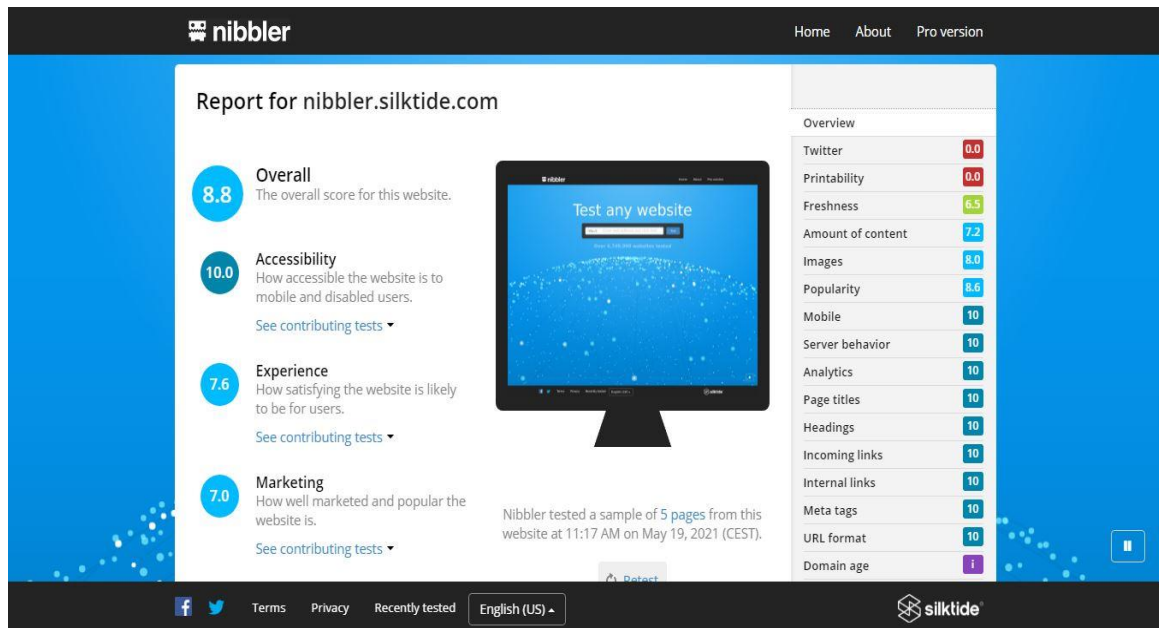 nibbler
Home About Pro version
Report for nibbler.silktide.com
8.8
Overall
The overall score for this website.
10.0
Accessibility
How accessible the website is to
mobile and disabled users.
See contributing tests
7.6
Experience
How satisfying the website is likely
to be for users.
See contributing tests
7.0
Marketing
How well marketed and popular the
website is.
See contributing tests
nibbler
Test any website
Nibbler tested a sample of 5 pages from this
website at 11:17 AM on May 19, 2021 (CEST).
Retest
Overview
Twitter 0.0
Printability 0.0
Freshness 6.5
Amount of content 7.2
Images 8.0
Popularity 8.6
Mobile 10
Server behavior 10
Analytics 10
Page titles 10
Headings 10
Incoming links 10
Internal links 10
Meta tags 10
URL format 10
Domain age i
Terms Privacy Recently tested English (US)
silktide